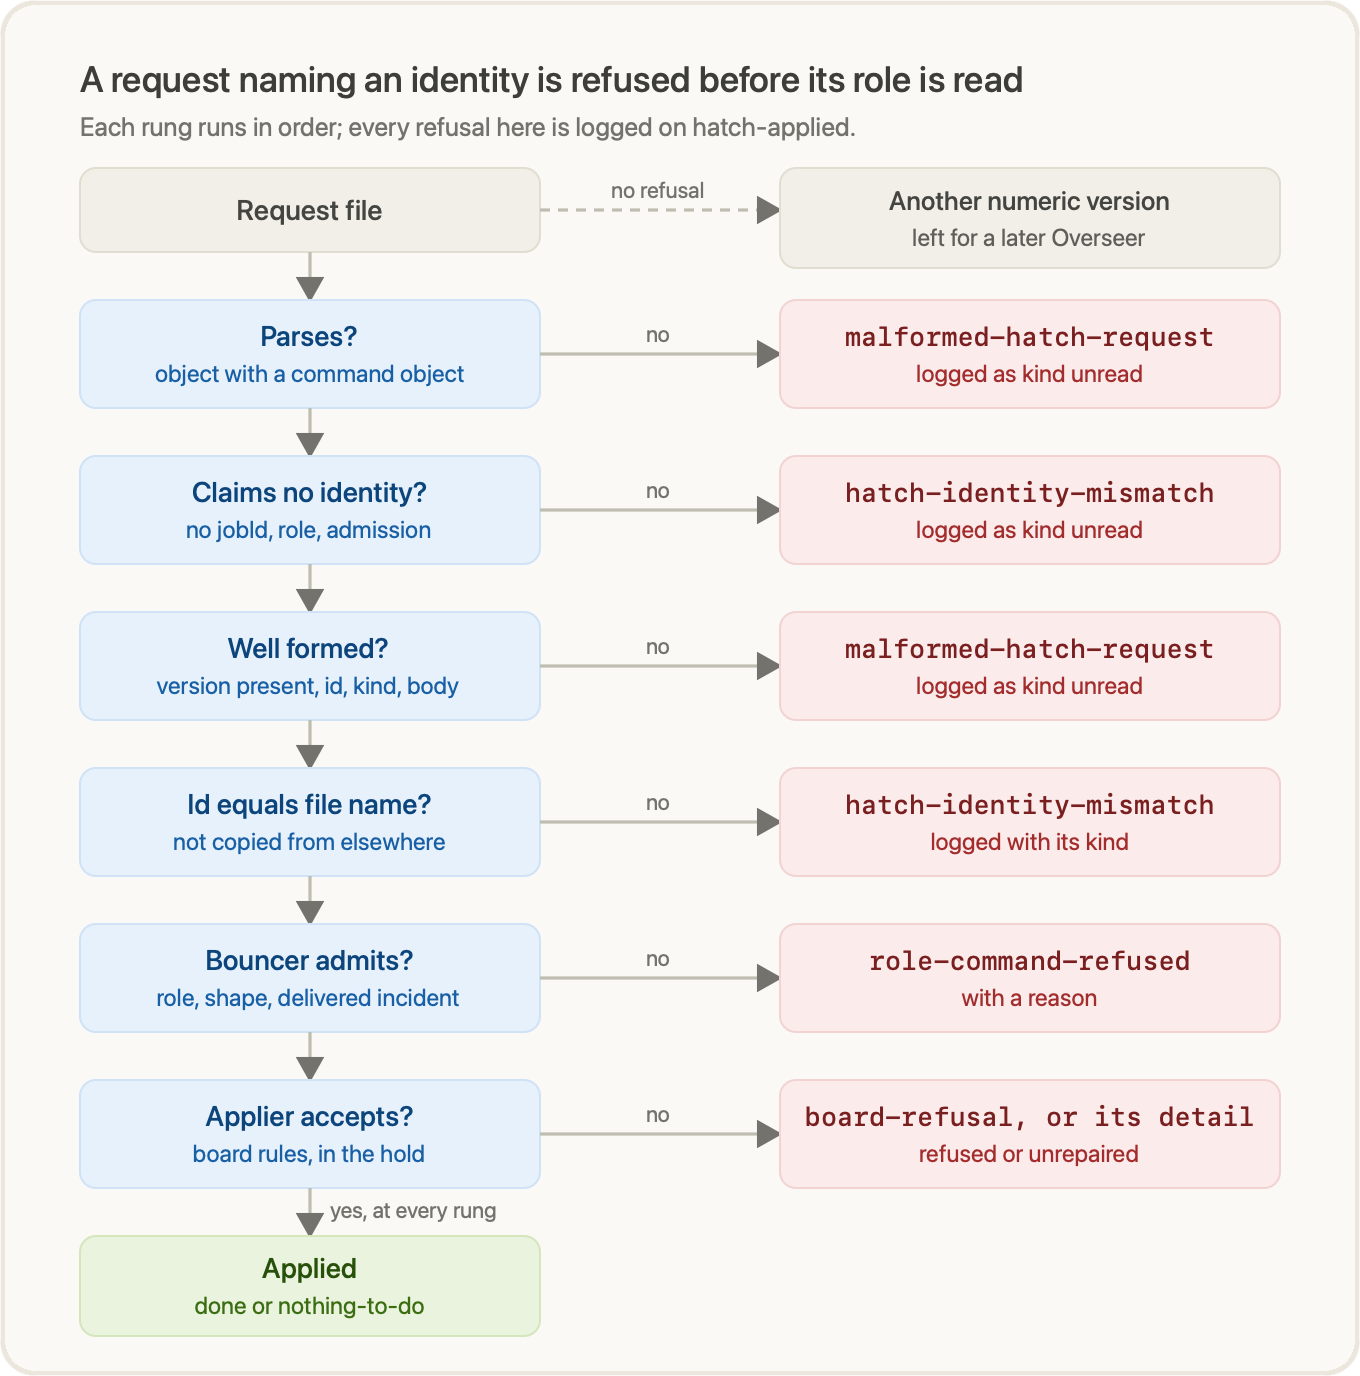 A request naming an identity is refused before its role is read
Each rung runs in order; every refusal here is logged on hatch-applied.
Request file
no refusal
Another numeric version
left for a later Overseer
Parses?
object with a command object
no
malformed-hatch-request
logged as kind unread
Claims no identity?
no jobId, role, admission
no
hatch-identity-mismatch
logged as kind unread
Well formed?
version present, id, kind, body
no
malformed-hatch-request
logged as kind unread
Id equals file name?
not copied from elsewhere
no
hatch-identity-mismatch
logged with its kind
Bouncer admits?
role, shape, delivered incident
no
role-command-refused
with a reason
Applier accepts?
board rules, in the hold
no
board-refusal, or its detail
refused or unrepaired
yes, at every rung
Applied
done or nothing-to-do